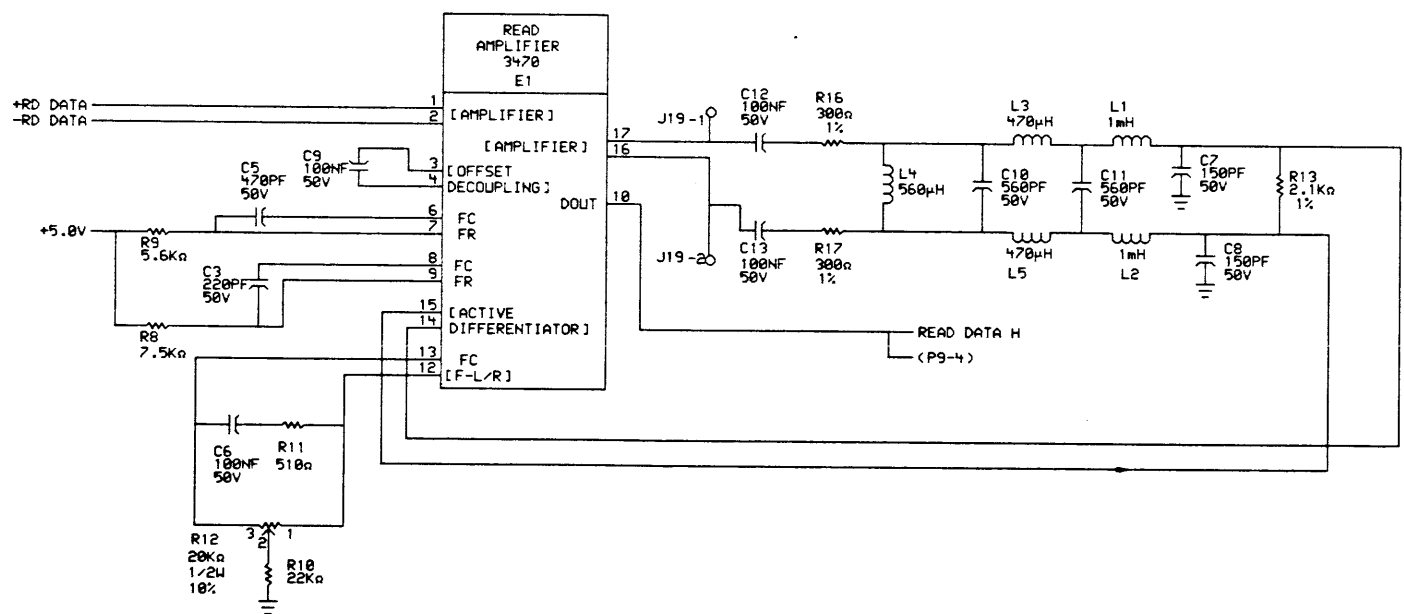 READ
AMPLIFIER
3470
E1
+RD DATA
-RD DATA
1
2
[AMPLIFIER]
[AMPLIFIER]
17
16
C9
100NF
50V
3
4
[OFFSET
DECOUPLING]
C5
470PF
50V
DOUT
10
6
7
FC
FR
+5.0V
R9
5.6KΩ
8
9
FC
FR
C3
220PF
50V
15
14
[ACTIVE
DIFFERENTIATOR]
R8
7.5KΩ
13
12
FC
[F-L/R]
C6
100NF
50V
R11
510Ω
3
2
1
R12
20KΩ
1/2W
10%
R10
22KΩ
J19-1
C12
100NF
50V
R16
300Ω
1%
L3
470µH
L1
1mH
L4
560µH
C10
560PF
50V
C11
560PF
50V
C7
150PF
50V
R13
2.1KΩ
1%
J19-2
C13
100NF
50V
R17
300Ω
1%
470µH
L5
1mH
L2
C8
150PF
50V
READ DATA H
(P9-4)